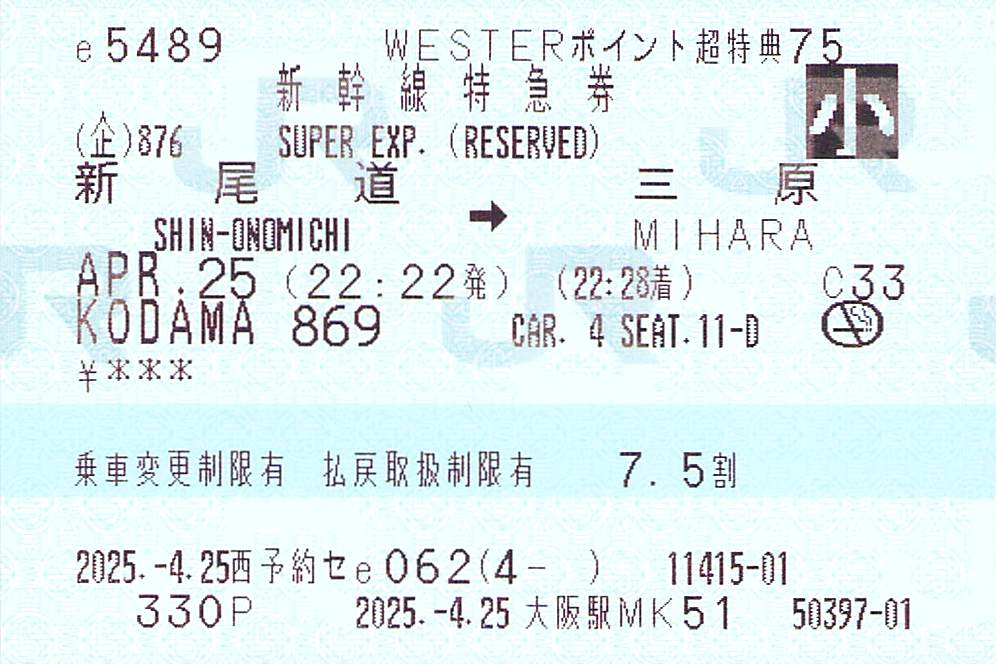 e5489 WESTERポイント超特典75
新幹線特急券
(企)876 SUPER EXP. (RESERVED)
小
新尾道 → 三原
SHIN-ONOMICHI MIHARA
APR.25 (22:22発) (22:28着) C33
KODAMA 869 CAR. 4 SEAT.11-D
¥***
乗車変更制限有 払戻取扱制限有 7.5割
2025.-4.25西予約セe062(4- ) 11415-01
330P 2025.-4.25 大阪駅MK51 50397-01